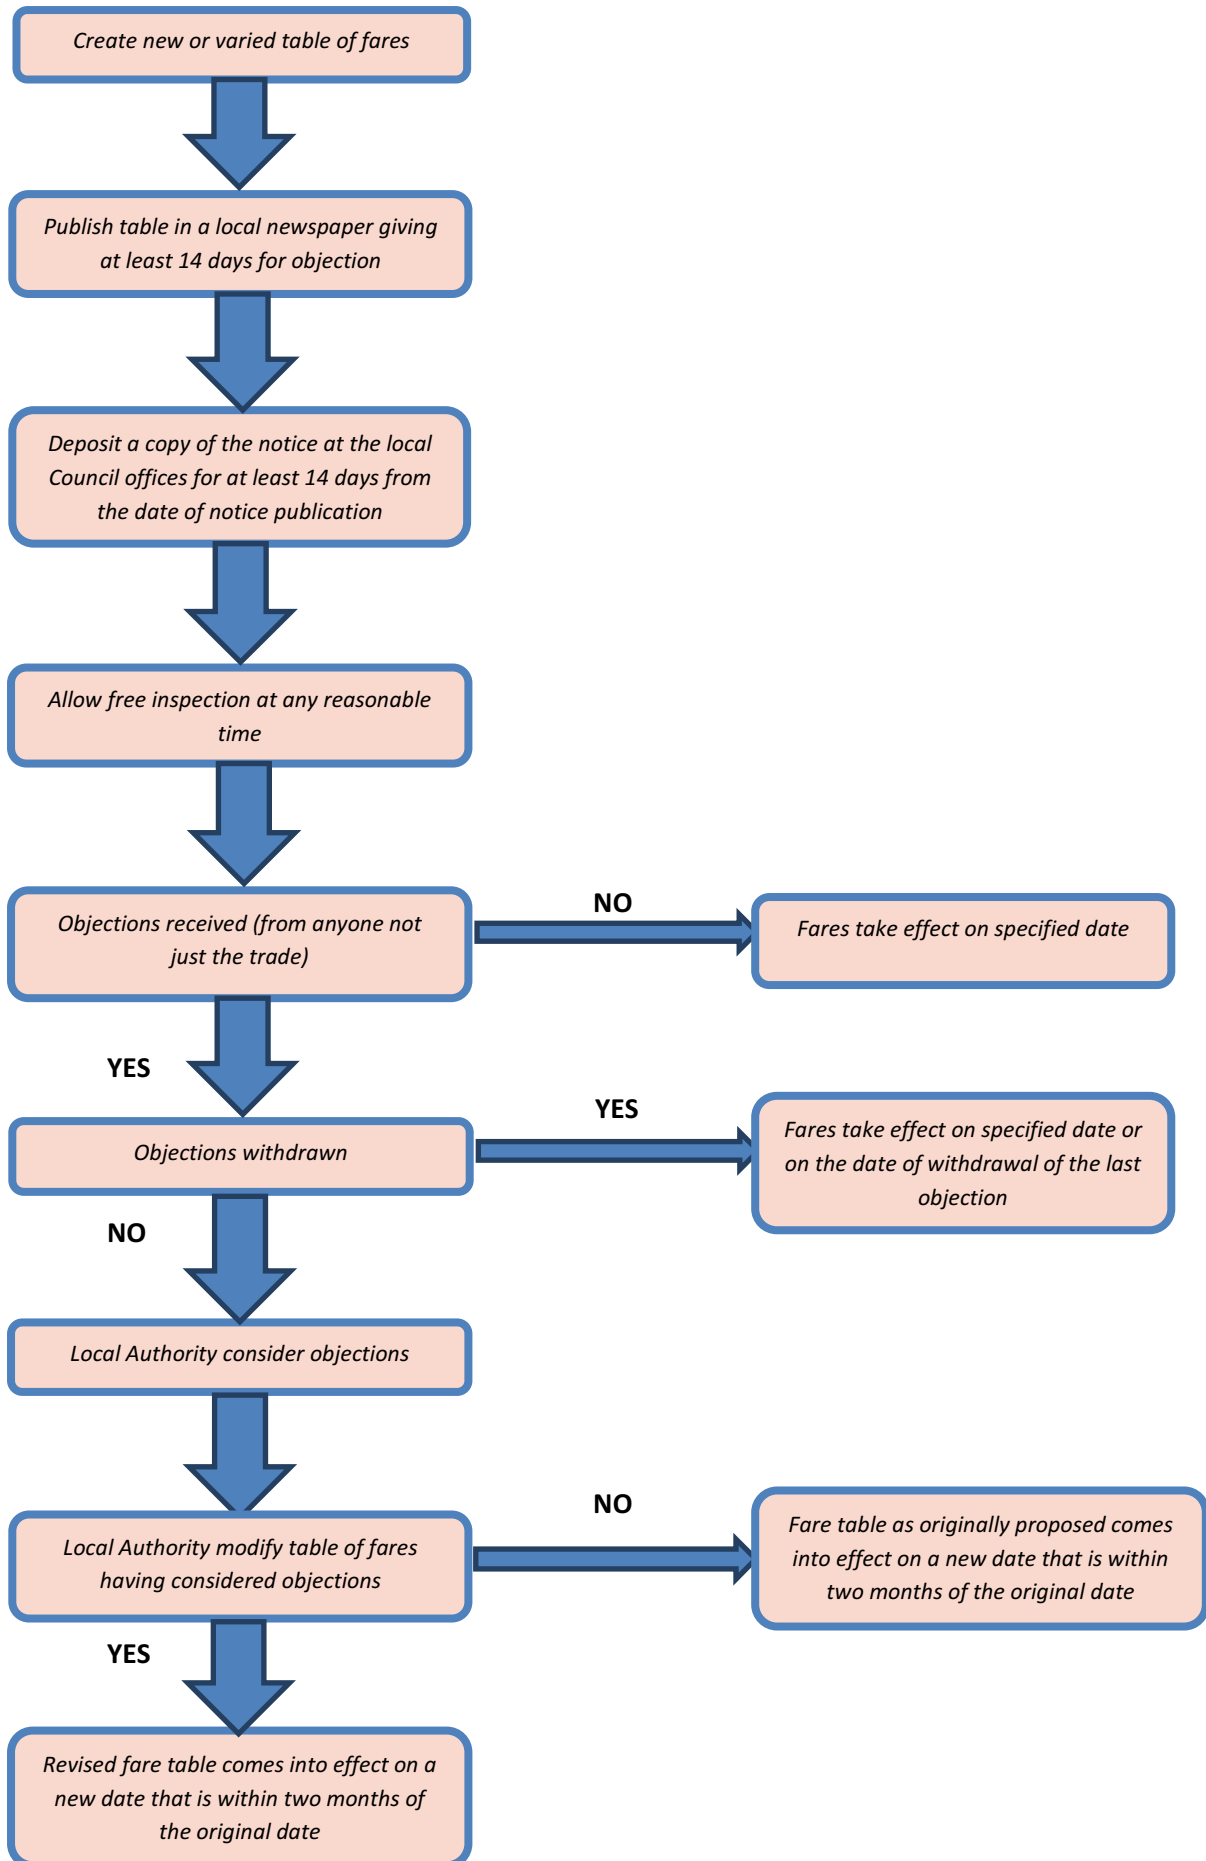 Create new or varied table of fares
Publish table in a local newspaper giving
at least 14 days for objection
Deposit a copy of the notice at the local
Council offices for at least 14 days from
the date of notice publication
Allow free inspection at any reasonable
time
Objections received (from anyone not
just the trade)
NO
Fares take effect on specified date
YES
Objections withdrawn
YES
Fares take effect on specified date or
on the date of withdrawal of the last
objection
NO
Local Authority consider objections
Local Authority modify table of fares
having considered objections
NO
Fare table as originally proposed comes
into effect on a new date that is within
two months of the original date
YES
Revised fare table comes into effect on a
new date that is within two months of
the original date